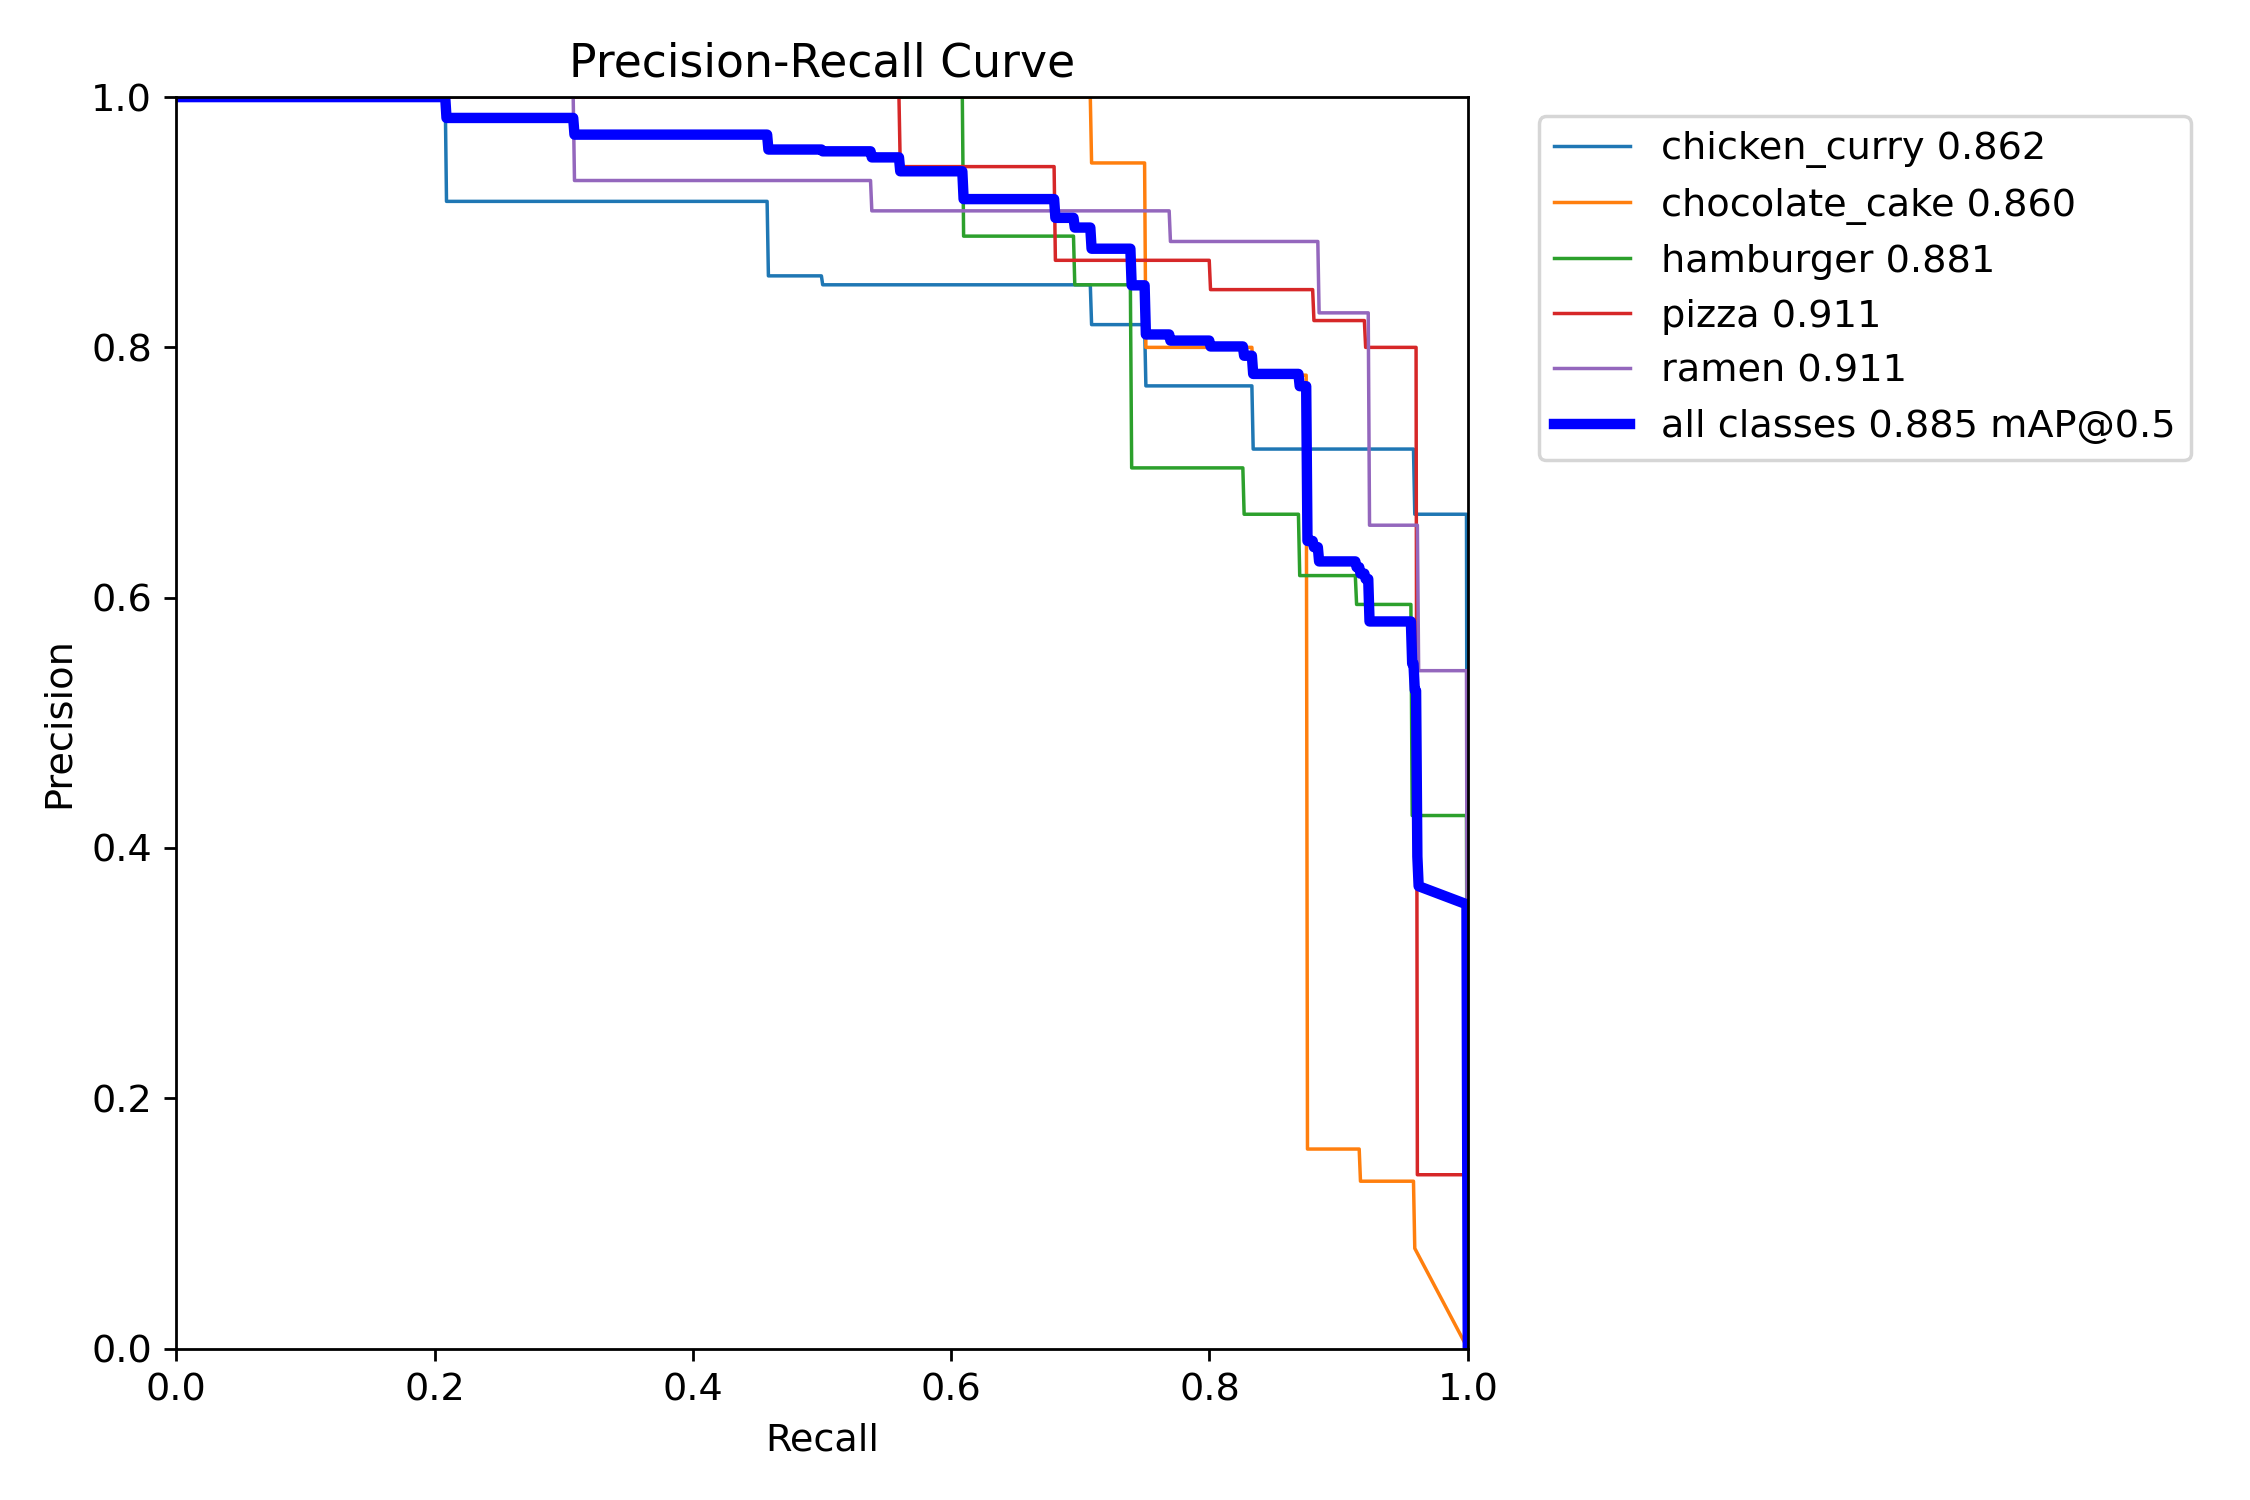 Precision-Recall Curve
1.0
0.8
0.6
0.4
0.2
0.0
Precision
0.0 0.2 0.4 0.6 0.8 1.0
Recall
chicken_curry 0.862
chocolate_cake 0.860
hamburger 0.881
pizza 0.911
ramen 0.911
all classes 0.885 mAP@0.5